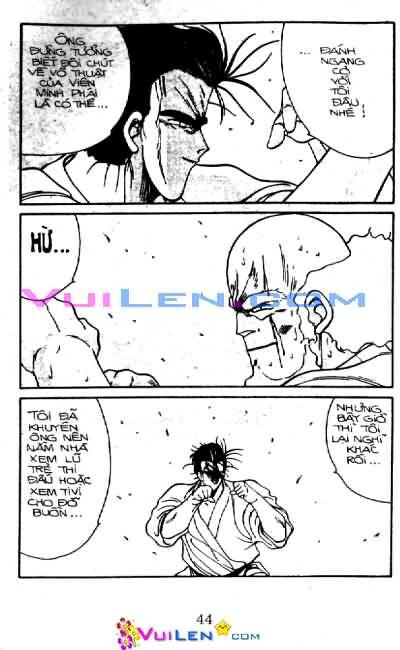 ÔNG
ĐỪNG TƯỞNG
BIẾT ĐÔI CHÚT
VỀ VÕ THUẬT
CỦA VIÊN
MINH PHÁI
LÀ CÓ THỂ...
... ĐÁNH
NGANG
CƠ
VỚI
TÔI
ĐÂU
NHÉ!
HỪ...
VUILEN.COM
TÔI ĐÃ
KHUYÊN
ÔNG NÊN
NẰM NHÀ
XEM LŨ
TRẺ THI
ĐẤU HOẶC
XEM TIVI
CHO ĐỠ
BUỒN...
NHƯNG
BÂY GIỜ
THÌ TÔI
LẠI NGHĨ
KHÁC
RỒI...
44
VUILEN.COM